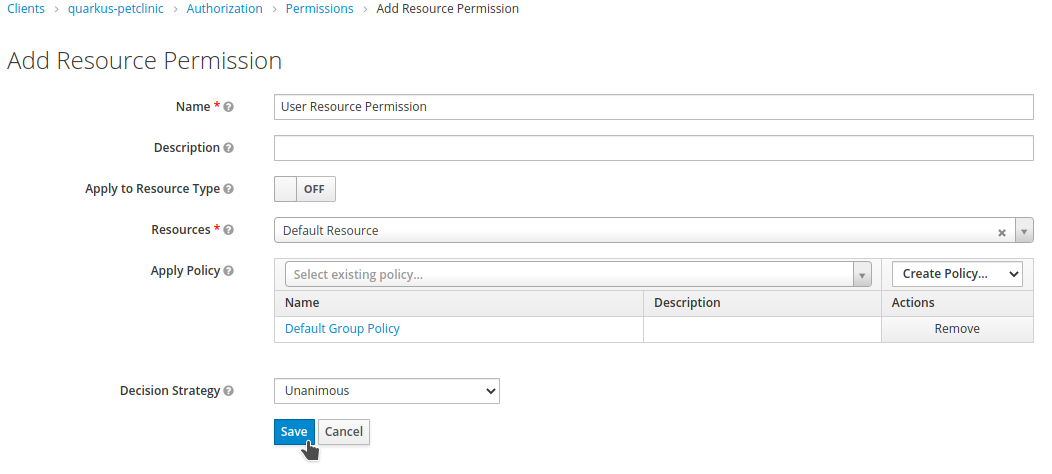 Clients > quarkus-petclinic > Authorization > Permissions > Add Resource Permission
Add Resource Permission
Name * User Resource Permission
Description
Apply to Resource Type OFF
Resources * Default Resource
Apply Policy Select existing policy... Create Policy...
Name Description Actions
Default Group Policy Remove
Decision Strategy Unanimous
Save Cancel